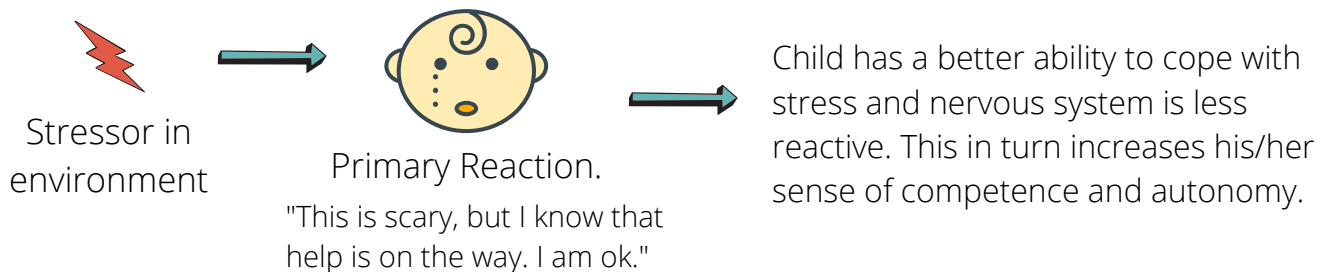 Stressor in
environment
Primary Reaction.
"This is scary, but I know that
help is on the way. I am ok."
Child has a better ability to cope with
stress and nervous system is less
reactive. This in turn increases his/her
sense of competence and autonomy.